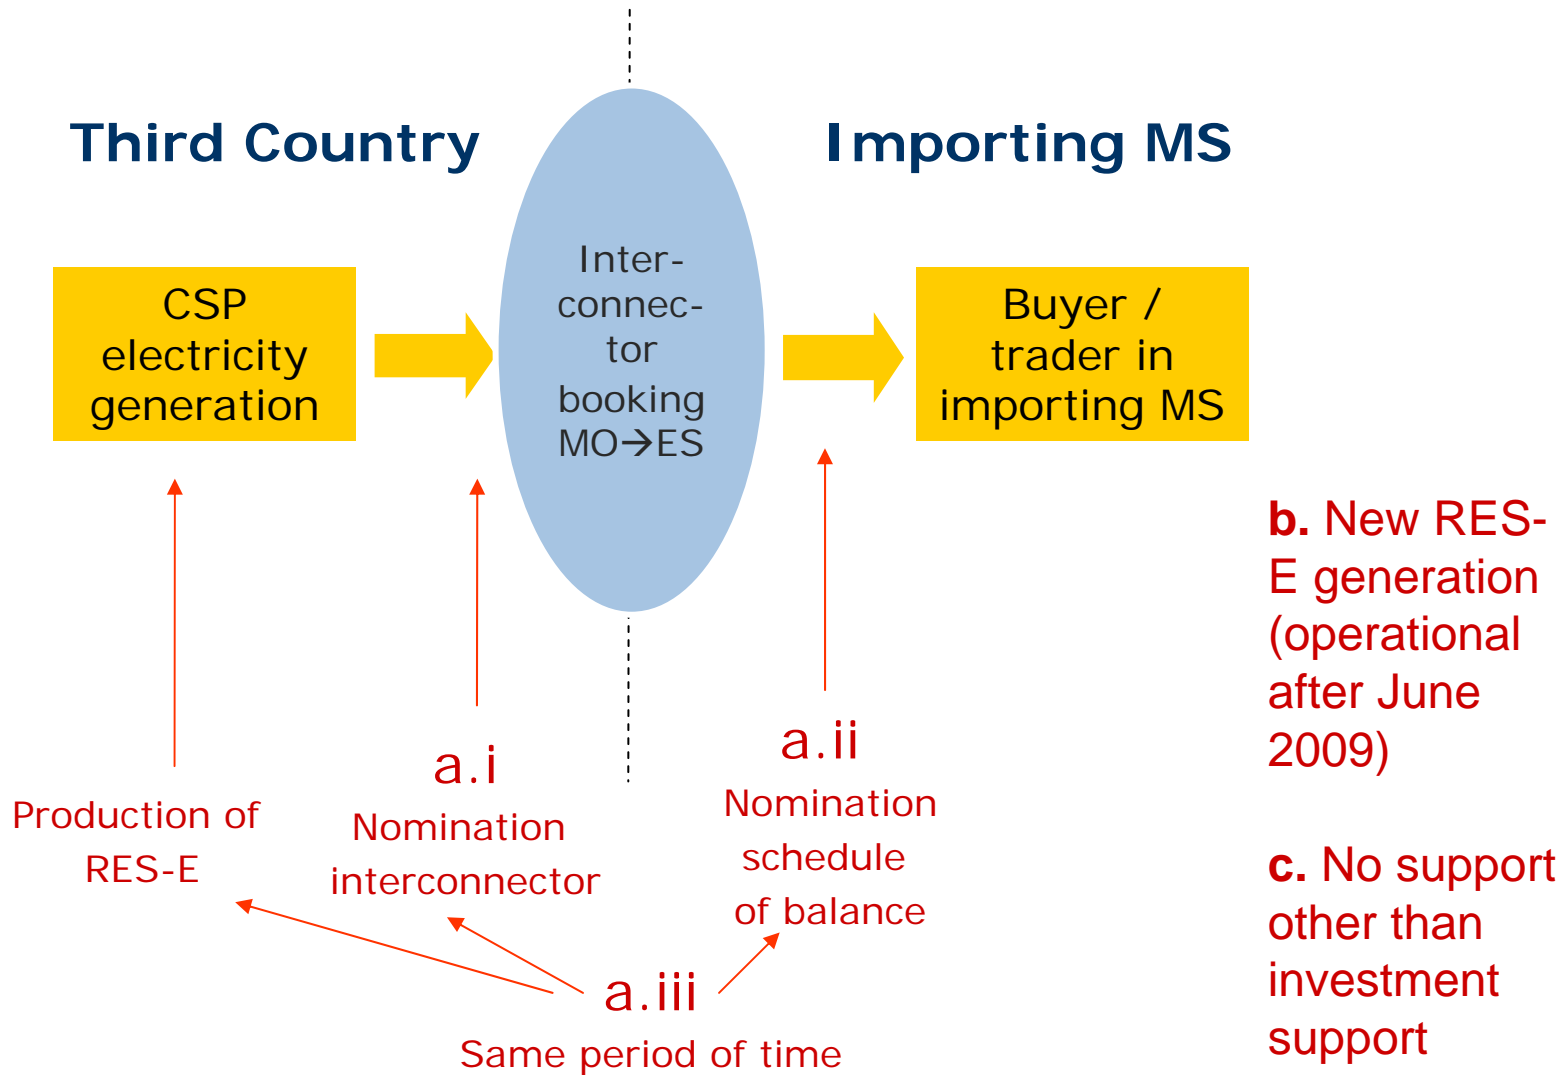 Third Country
Importing MS
CSP
electricity
generation
Inter-
connec-
tor
booking
MO→ES
Buyer /
trader in
importing MS
a.i
Nomination
interconnector
a.ii
Nomination
schedule
of balance
Production of
RES-E
a.iii
Same period of time
b. New RES-
E generation
(operational
after June
2009)
c. No support
other than
investment
support